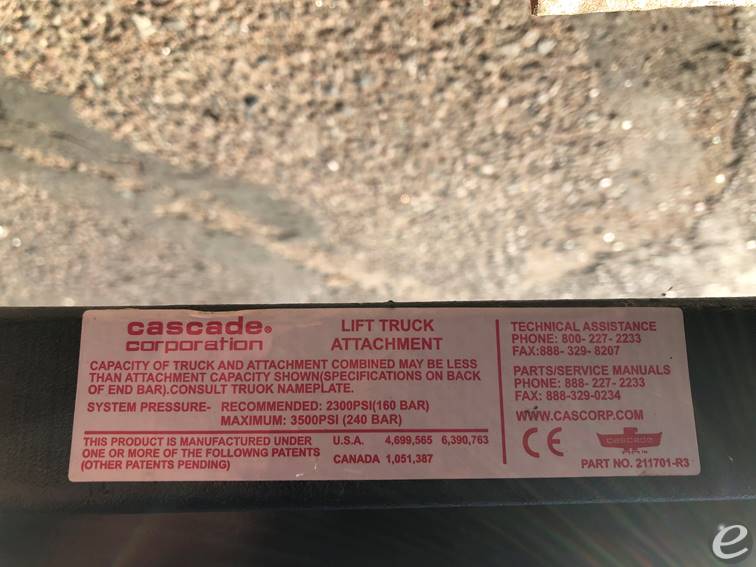 cascade®
corporation
LIFT TRUCK
ATTACHMENT
CAPACITY OF TRUCK AND ATTACHMENT COMBINED MAY BE LESS
THAN ATTACHMENT CAPACITY SHOWN(SPECIFICATIONS ON BACK
OF END BAR).CONSULT TRUOK NAMEPLATE.
SYSTEM PRESSURE- RECOMMENDED: 2300PSI(160 BAR)
MAXIMUM: 3500PSI (240 BAR)
THIS PRODUCT IS MANUFACTURED UNDER
ONE OR MORE OF THE FOLLOWNG PATENTS
(OTHER PATENTS PENDING)
U.S.A. 4,699,565 6,390,763
CANADA 1,051,387
TECHNICAL ASSISTANCE
PHONE: 800- 227- 2233
FAX:888- 329- 8207
PARTS/SERVICE MANUALS
PHONE: 888- 227- 2233
FAX: 888-329-0234
WWW.CASCORP.COM
CE
cascade
PART NO. 211701-R3
e